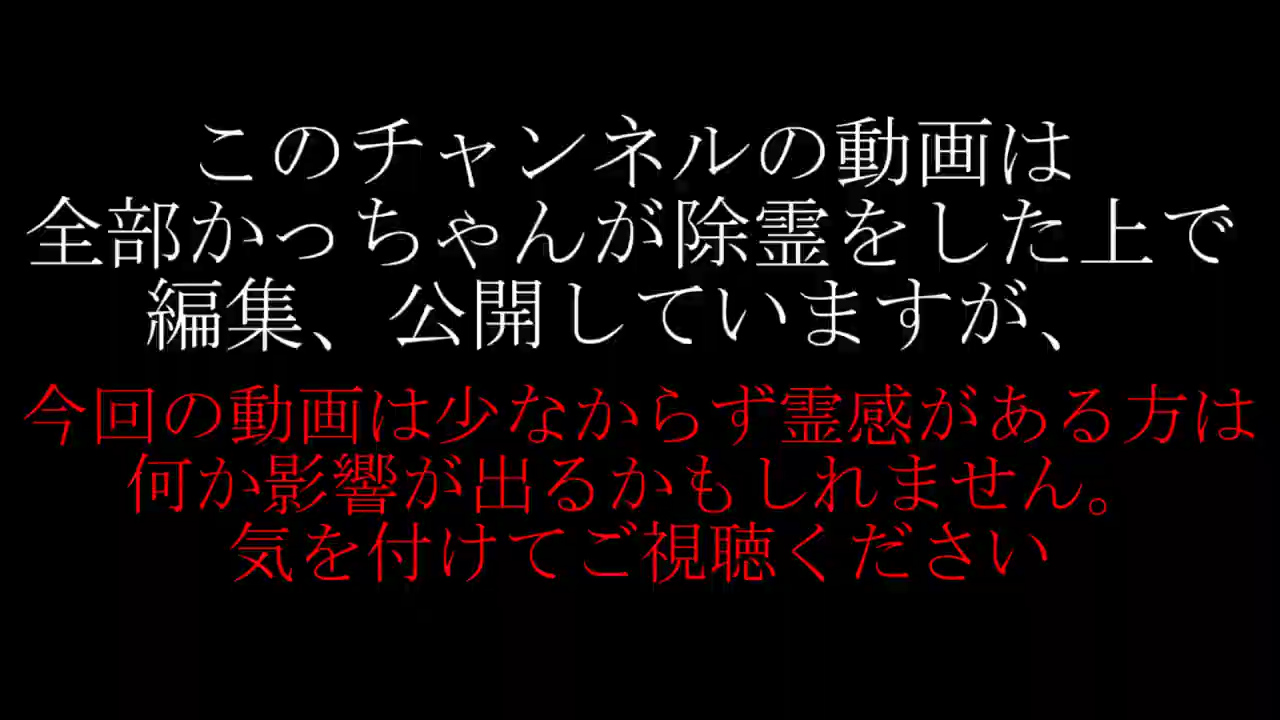 このチャンネルの動画は
全部かっちゃんが除霊をした上で
編集、公開していますが、
今回の動画は少なからず霊感がある方は
何か影響が出るかもしれません。
気を付けてご視聴ください